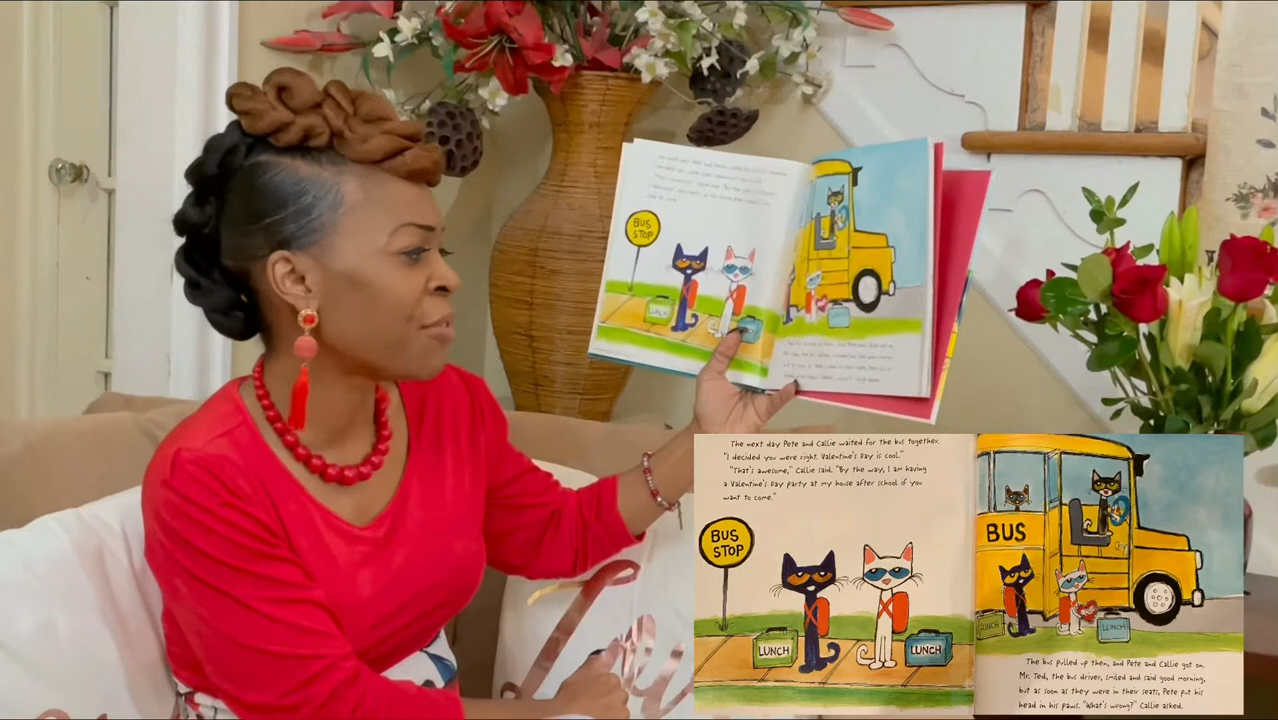 BUS
STOP
LUNCH
The next day Pete and Callie waited for the bus together.
"I decided you were right. Valentine's Day is cool."
"That's awesome," Callie said. "By the way, I am having
a Valentine's Day party at my house after school if you
want to come."
BUS
STOP
LUNCH
LUNCH
BUS
LUNCH
LUNCH
The bus pulled up then, and Pete and Callie got on.
Mr. Ted, the bus driver, smiled and said good morning,
but as soon as they were in their seats, Pete put his
head in his paws. "What's wrong?" Callie asked.